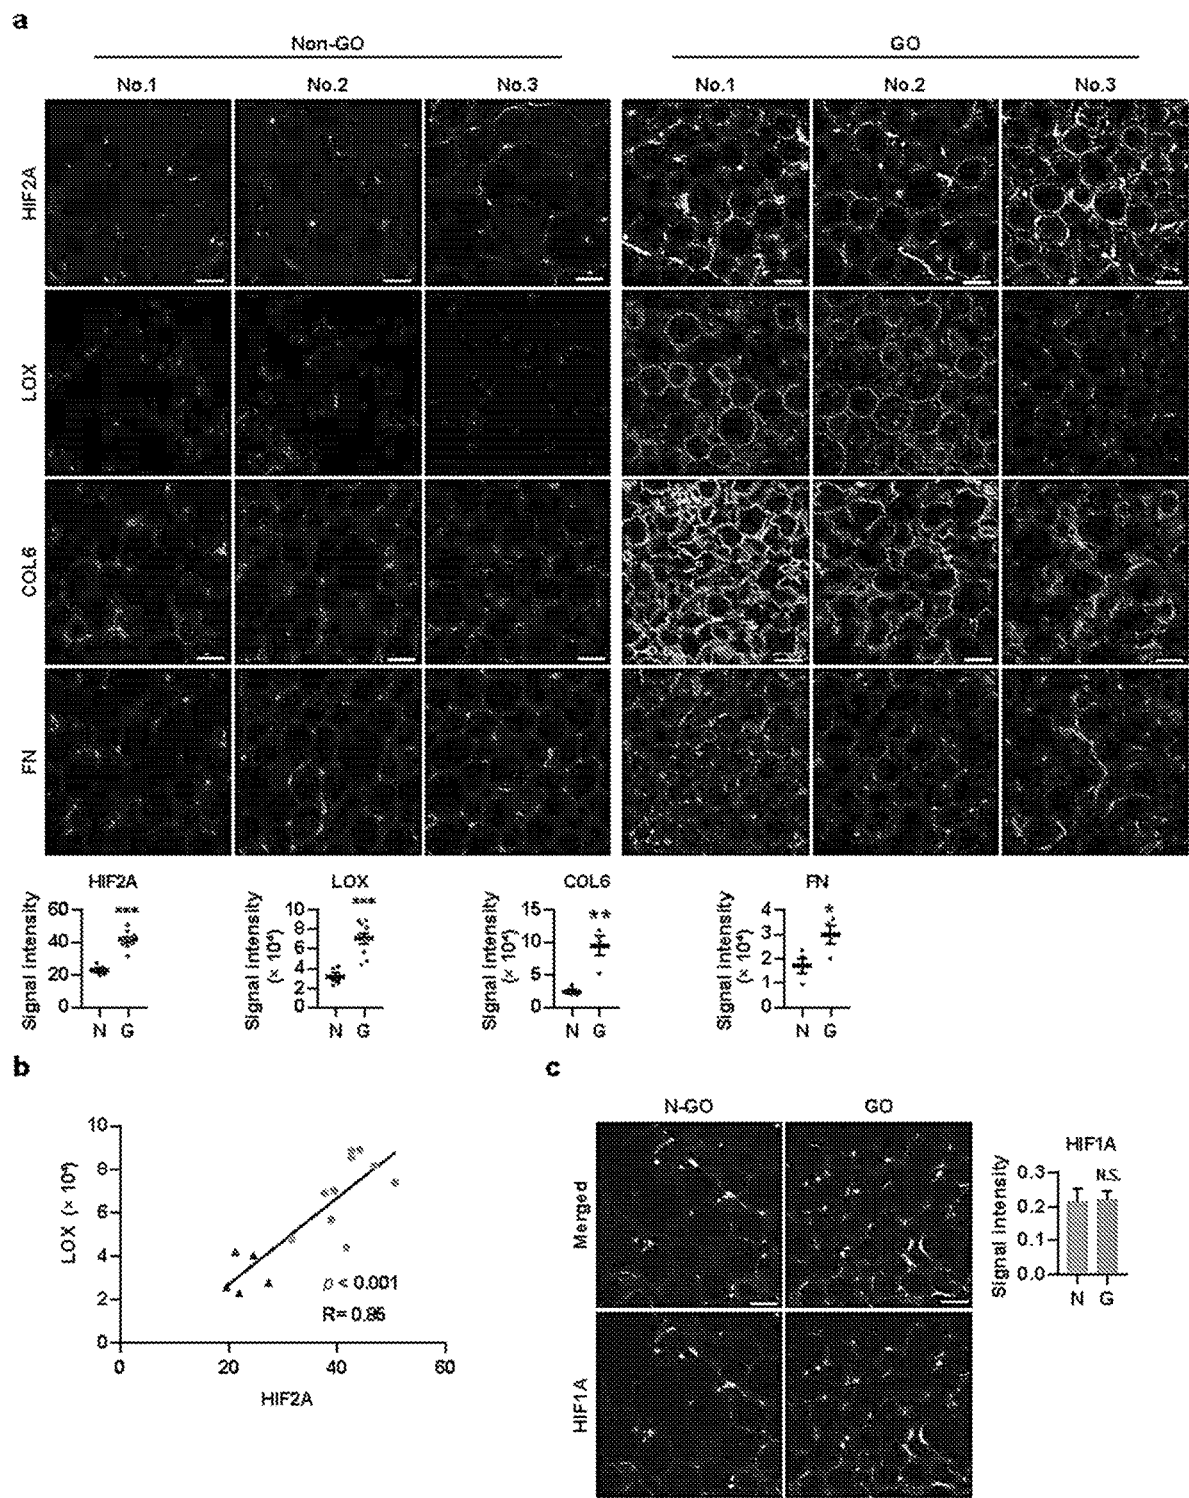 a
Non-GO GO
No.1 No.2 No.3 No.1 No.2 No.3
HIF2A
LOX
COL6
FN
HIF2A LOX COL6 FN
Signal intensity
60
40
20
0
***
N G
Signal intensity
(× 10⁴)
10
8
6
4
2
0
***
N G
Signal intensity
(× 10⁴)
15
10
5
0
**
N G
Signal intensity
(× 10⁴)
4
3
2
1
0
*
N G
b
LOX (× 10⁴)
10
8
6
4
2
0
p < 0.001
R= 0.86
0 20 40 60
HIF2A
c
N-GO GO
Merged
HIF1A
HIF1A
Signal intensity
0.3
0.2
0.1
0.0
N.S.
N G